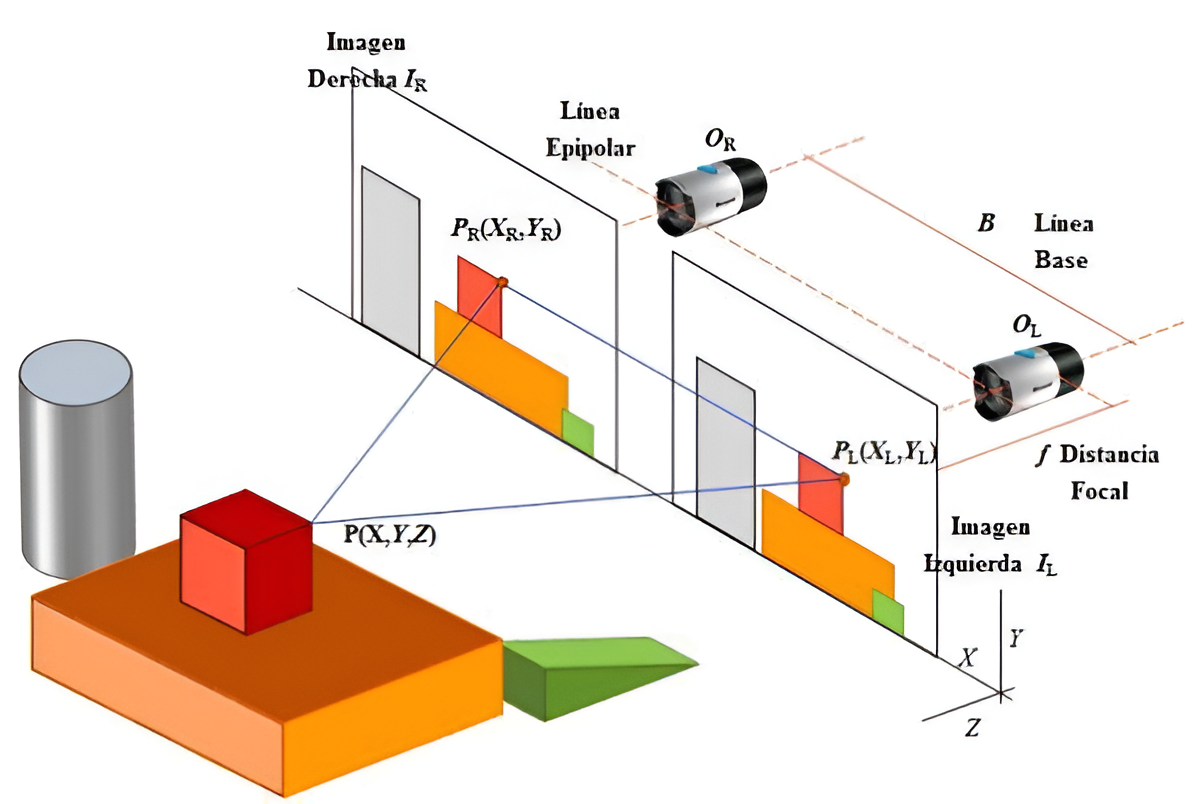 Imagen
Derecha I_R
Línea
Epipolar
O_R
P_R(X_R,Y_R)
B Línea
Base
O_L
P_L(X_L,Y_L)
f Distancia
Focal
P(X,Y,Z)
Imagen
Izquierda I_L
X
Y
Z